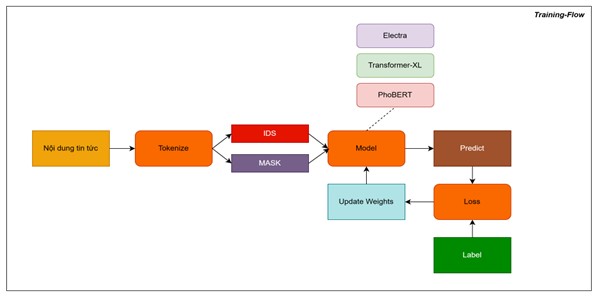 Training-Flow
Electra
Transformer-XL
PhoBERT
Nội dung tin tức
Tokenize
IDS
MASK
Model
Predict
Update Weights
Loss
Label